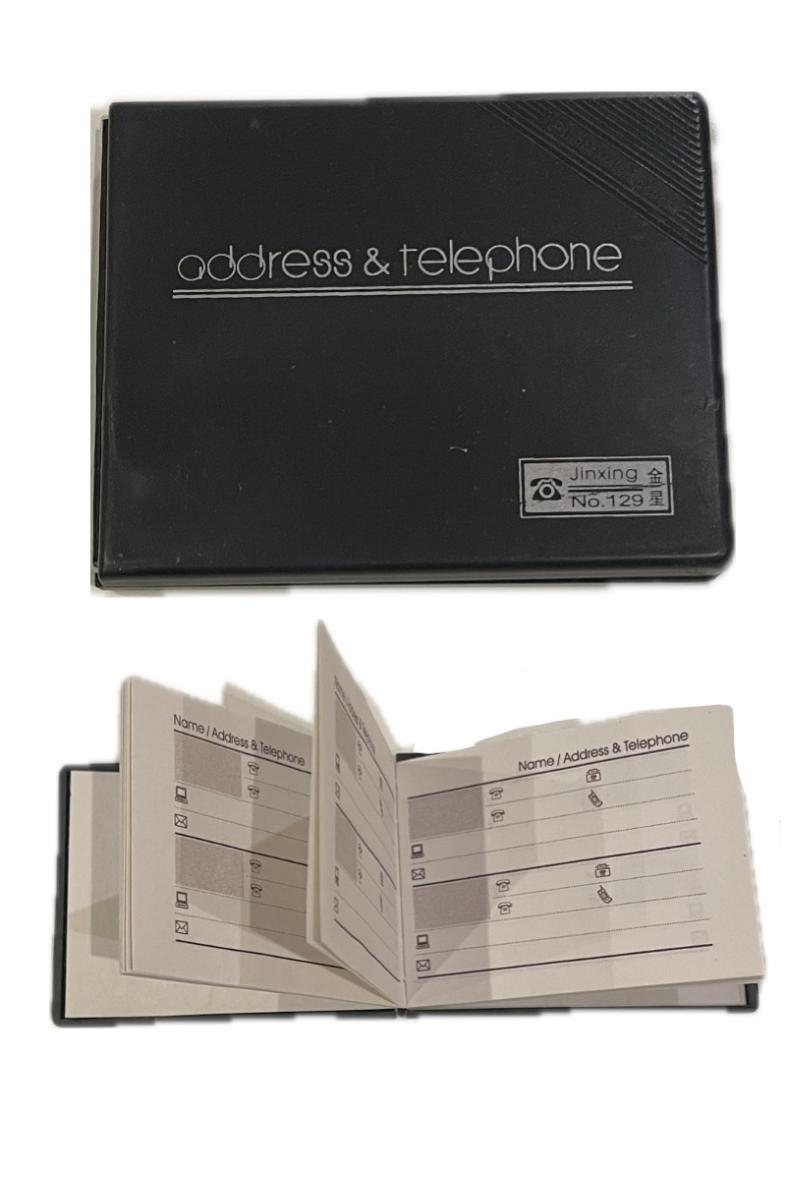 address & telephone
Jinxing 金
No.129 星
Name / Address & Telephone
Name / Address & Telephone